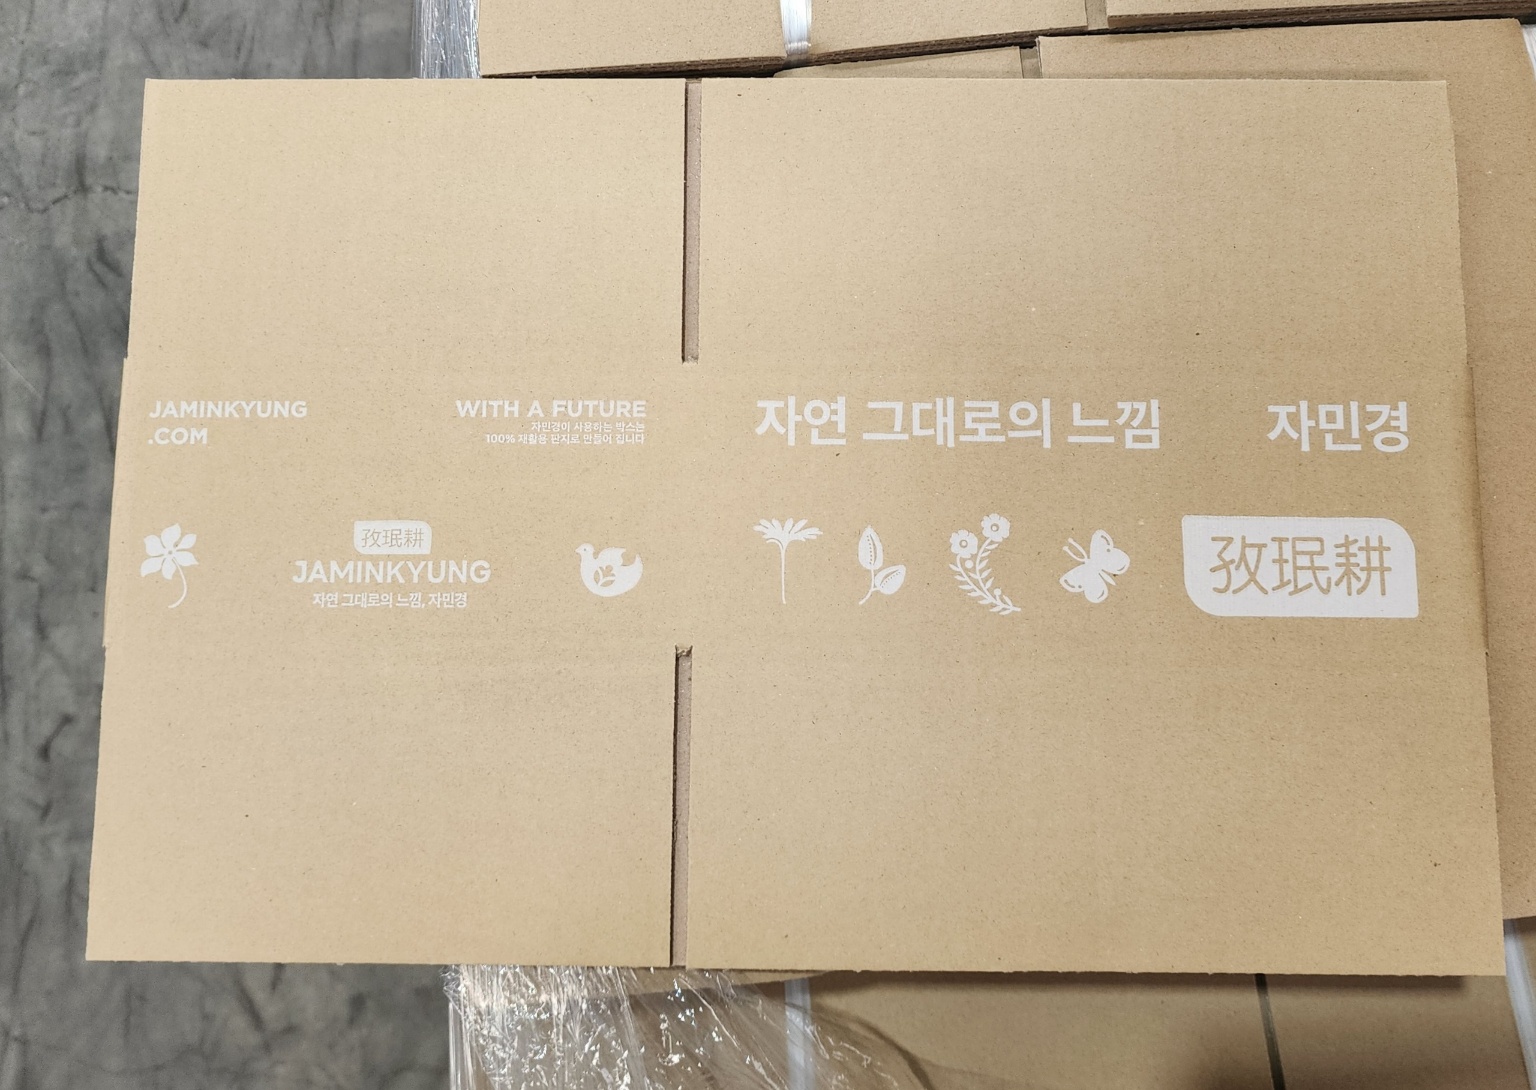 JAMINKYUNG
.COM
WITH A FUTURE
자민경이 사용하는 박스는
100% 재활용 판지로 만들어 집니다
孜珉耕
JAMINKYUNG
자연 그대로의 느낌, 자민경
자연 그대로의 느낌
자민경
孜珉耕